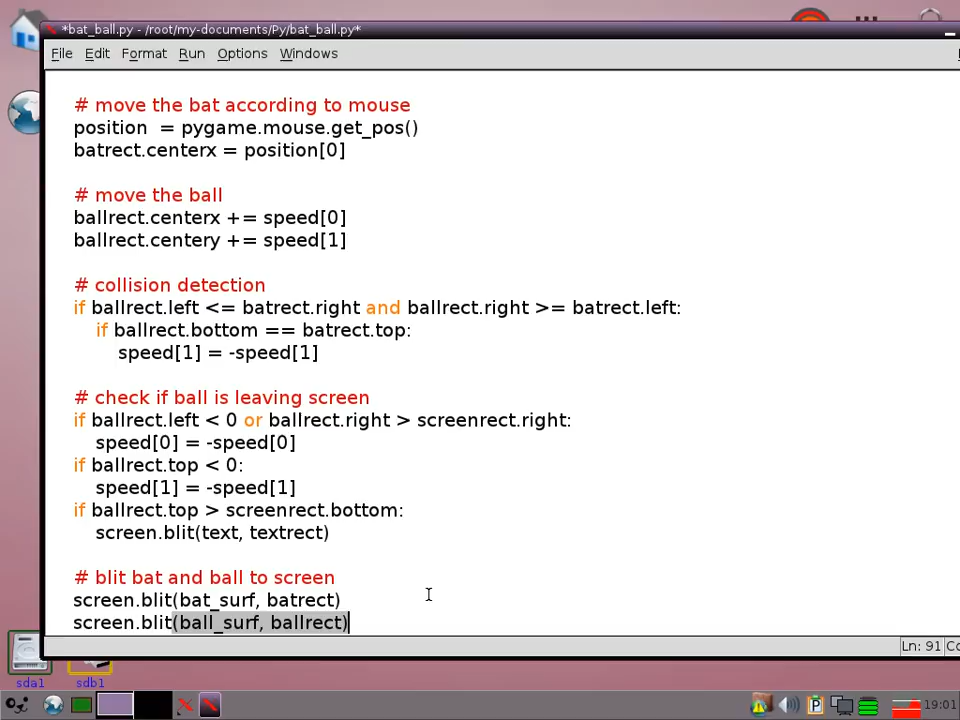 *bat_ball.py - /root/my-documents/Py/bat_ball.py*
File Edit Format Run Options Windows
# move the bat according to mouse
position  = pygame.mouse.get_pos()
batrect.centerx = position[0]
# move the ball
ballrect.centerx += speed[0]
ballrect.centery += speed[1]
# collision detection
if ballrect.left <= batrect.right and ballrect.right >= batrect.left:
if ballrect.bottom == batrect.top:
speed[1] = -speed[1]
# check if ball is leaving screen
if ballrect.left < 0 or ballrect.right > screenrect.right:
speed[0] = -speed[0]
if ballrect.top < 0:
speed[1] = -speed[1]
if ballrect.top > screenrect.bottom:
screen.blit(text, textrect)
# blit bat and ball to screen
screen.blit(bat_surf, batrect)
screen.blit(ball_surf, ballrect)
Ln: 91 Co
sda1 sdb1
P 19:01